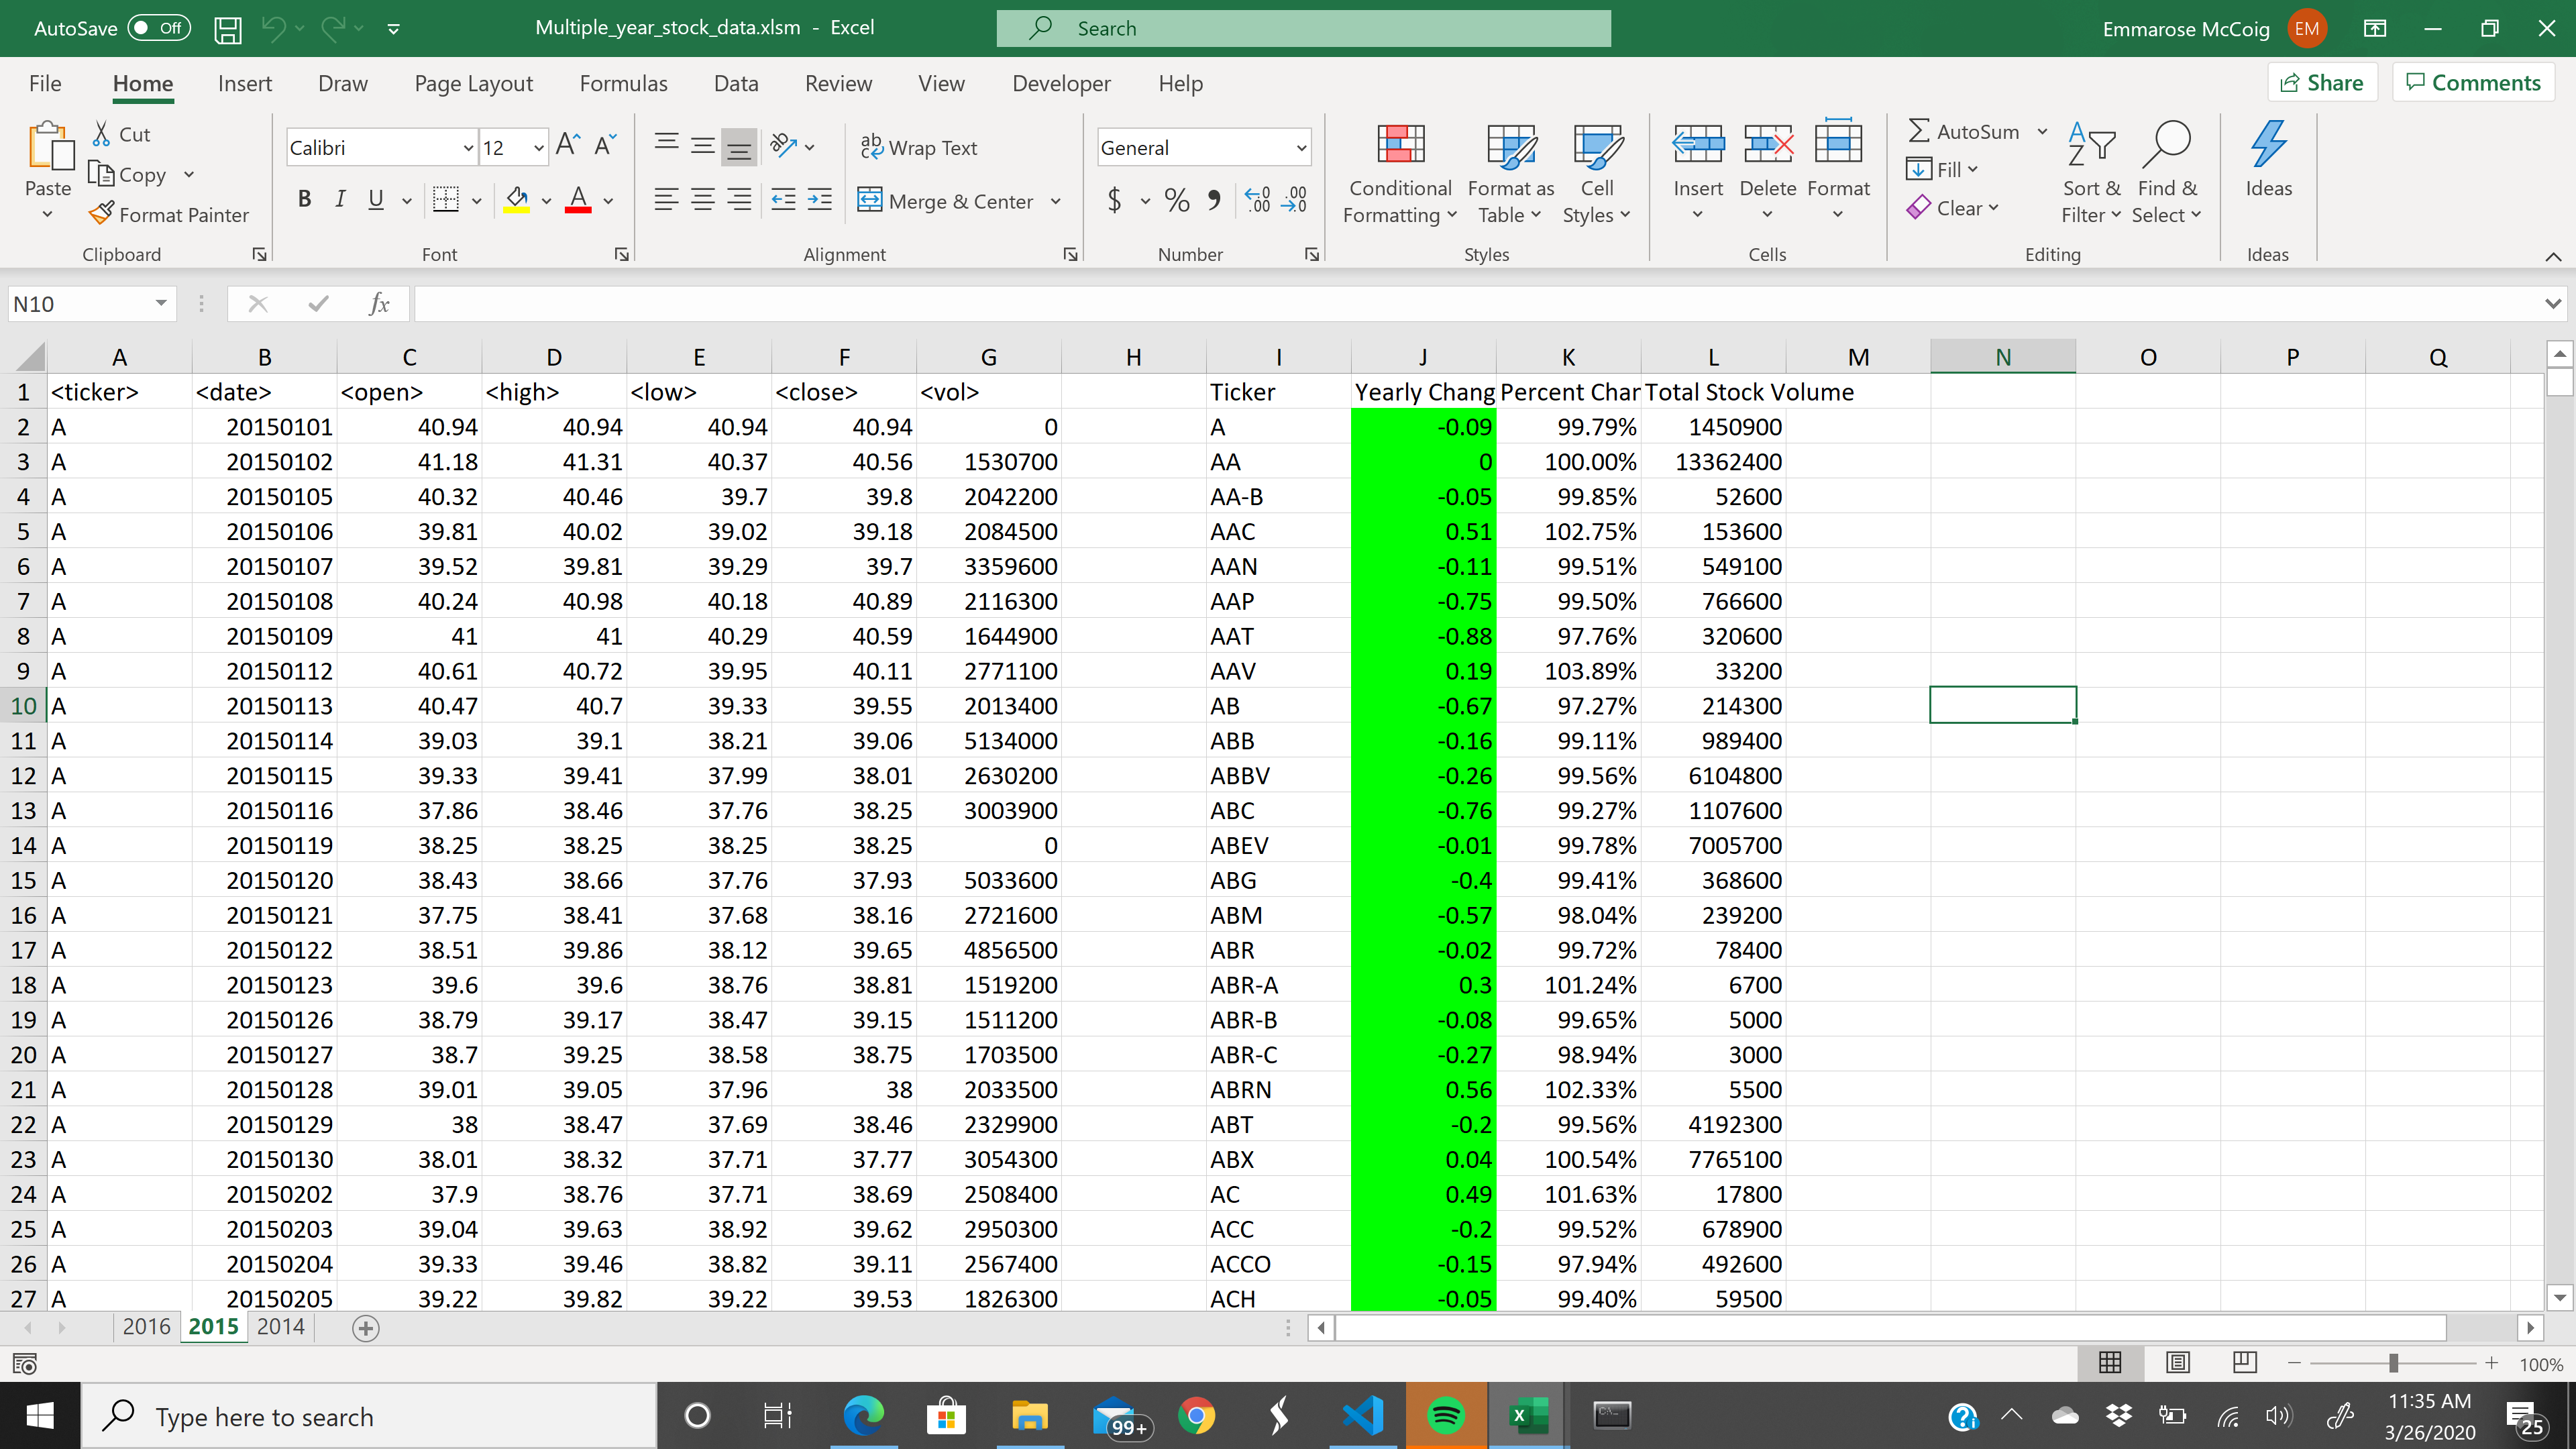 AutoSave Off Multiple_year_stock_data.xlsm - Excel Search Emmarose McCoig EM
File Home Insert Draw Page Layout Formulas Data Review View Developer Help Share Comments
Paste Cut Copy Format Painter Clipboard
Calibri 12 B I U A Font
ab Wrap Text Merge & Center Alignment
General $ % , .00 Number
Conditional Formatting Format as Table Cell Styles Styles
Insert Delete Format Cells
AutoSum Fill Clear Sort & Filter Find & Select Editing
Ideas Ideas
N10 fx
A B C D E F G H I J K L M N O P Q
1 <ticker> <date> <open> <high> <low> <close> <vol> Ticker Yearly Chang Percent Char Total Stock Volume
2 A 20150101 40.94 40.94 40.94 40.94 0 A -0.09 99.79% 1450900
3 A 20150102 41.18 41.31 40.37 40.56 1530700 AA 0 100.00% 13362400
4 A 20150105 40.32 40.46 39.7 39.8 2042200 AA-B -0.05 99.85% 52600
5 A 20150106 39.81 40.02 39.02 39.18 2084500 AAC 0.51 102.75% 153600
6 A 20150107 39.52 39.81 39.29 39.7 3359600 AAN -0.11 99.51% 549100
7 A 20150108 40.24 40.98 40.18 40.89 2116300 AAP -0.75 99.50% 766600
8 A 20150109 41 41 40.29 40.59 1644900 AAT -0.88 97.76% 320600
9 A 20150112 40.61 40.72 39.95 40.11 2771100 AAV 0.19 103.89% 33200
10 A 20150113 40.47 40.7 39.33 39.55 2013400 AB -0.67 97.27% 214300
11 A 20150114 39.03 39.1 38.21 39.06 5134000 ABB -0.16 99.11% 989400
12 A 20150115 39.33 39.41 37.99 38.01 2630200 ABBV -0.26 99.56% 6104800
13 A 20150116 37.86 38.46 37.76 38.25 3003900 ABC -0.76 99.27% 1107600
14 A 20150119 38.25 38.25 38.25 38.25 0 ABEV -0.01 99.78% 7005700
15 A 20150120 38.43 38.66 37.76 37.93 5033600 ABG -0.4 99.41% 368600
16 A 20150121 37.75 38.41 37.68 38.16 2721600 ABM -0.57 98.04% 239200
17 A 20150122 38.51 39.86 38.12 39.65 4856500 ABR -0.02 99.72% 78400
18 A 20150123 39.6 39.6 38.76 38.81 1519200 ABR-A 0.3 101.24% 6700
19 A 20150126 38.79 39.17 38.47 39.15 1511200 ABR-B -0.08 99.65% 5000
20 A 20150127 38.7 39.25 38.58 38.75 1703500 ABR-C -0.27 98.94% 3000
21 A 20150128 39.01 39.05 37.96 38 2033500 ABRN 0.56 102.33% 5500
22 A 20150129 38 38.47 37.69 38.46 2329900 ABT -0.2 99.56% 4192300
23 A 20150130 38.01 38.32 37.71 37.77 3054300 ABX 0.04 100.54% 7765100
24 A 20150202 37.9 38.76 37.71 38.69 2508400 AC 0.49 101.63% 17800
25 A 20150203 39.04 39.63 38.92 39.62 2950300 ACC -0.2 99.52% 678900
26 A 20150204 39.33 39.46 38.82 39.11 2567400 ACCO -0.15 97.94% 492600
27 A 20150205 39.22 39.82 39.22 39.53 1826300 ACH -0.05 99.40% 59500
2016 2015 2014
100%
Type here to search 99+ 11:35 AM
3/26/2020 25